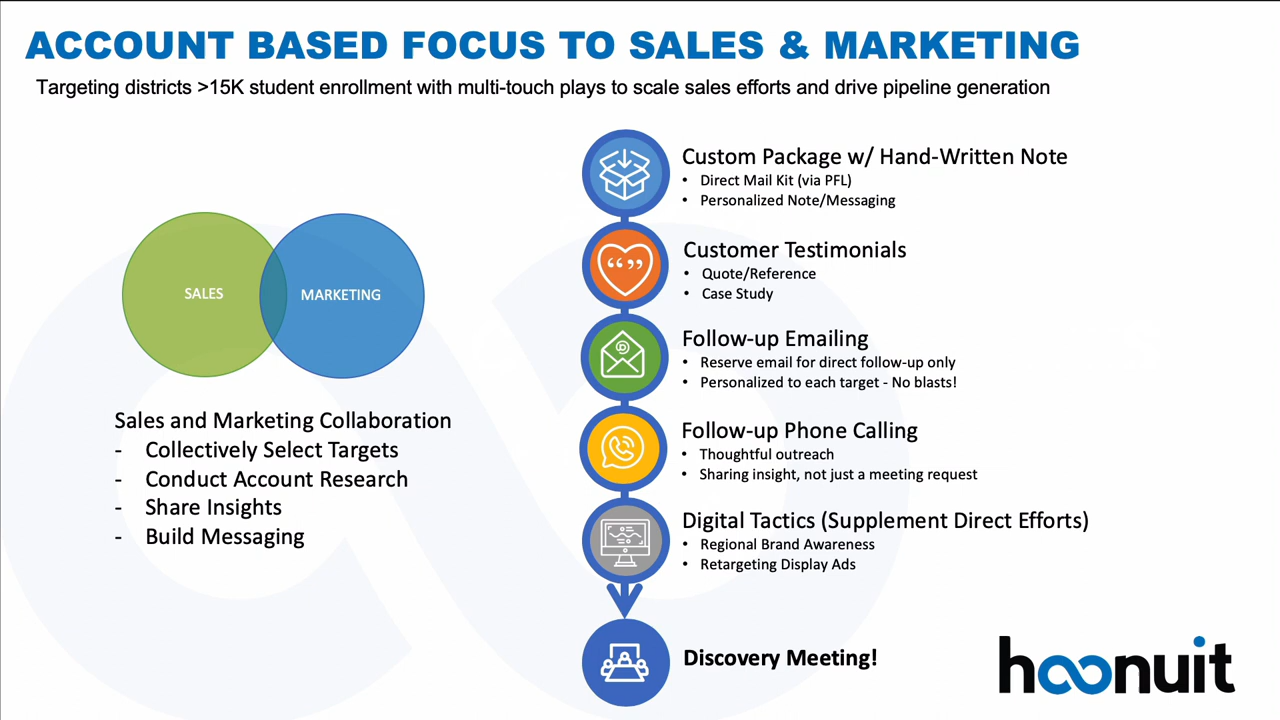 ACCOUNT BASED FOCUS TO SALES & MARKETING
Targeting districts >15K student enrollment with multi-touch plays to scale sales efforts and drive pipeline generation
SALES
MARKETING
Sales and Marketing Collaboration
- Collectively Select Targets
- Conduct Account Research
- Share Insights
- Build Messaging
Custom Package w/ Hand-Written Note
• Direct Mail Kit (via PFL)
• Personalized Note/Messaging
Customer Testimonials
• Quote/Reference
• Case Study
Follow-up Emailing
• Reserve email for direct follow-up only
• Personalized to each target - No blasts!
Follow-up Phone Calling
• Thoughtful outreach
• Sharing insight, not just a meeting request
Digital Tactics (Supplement Direct Efforts)
• Regional Brand Awareness
• Retargeting Display Ads
Discovery Meeting!
hoonuit